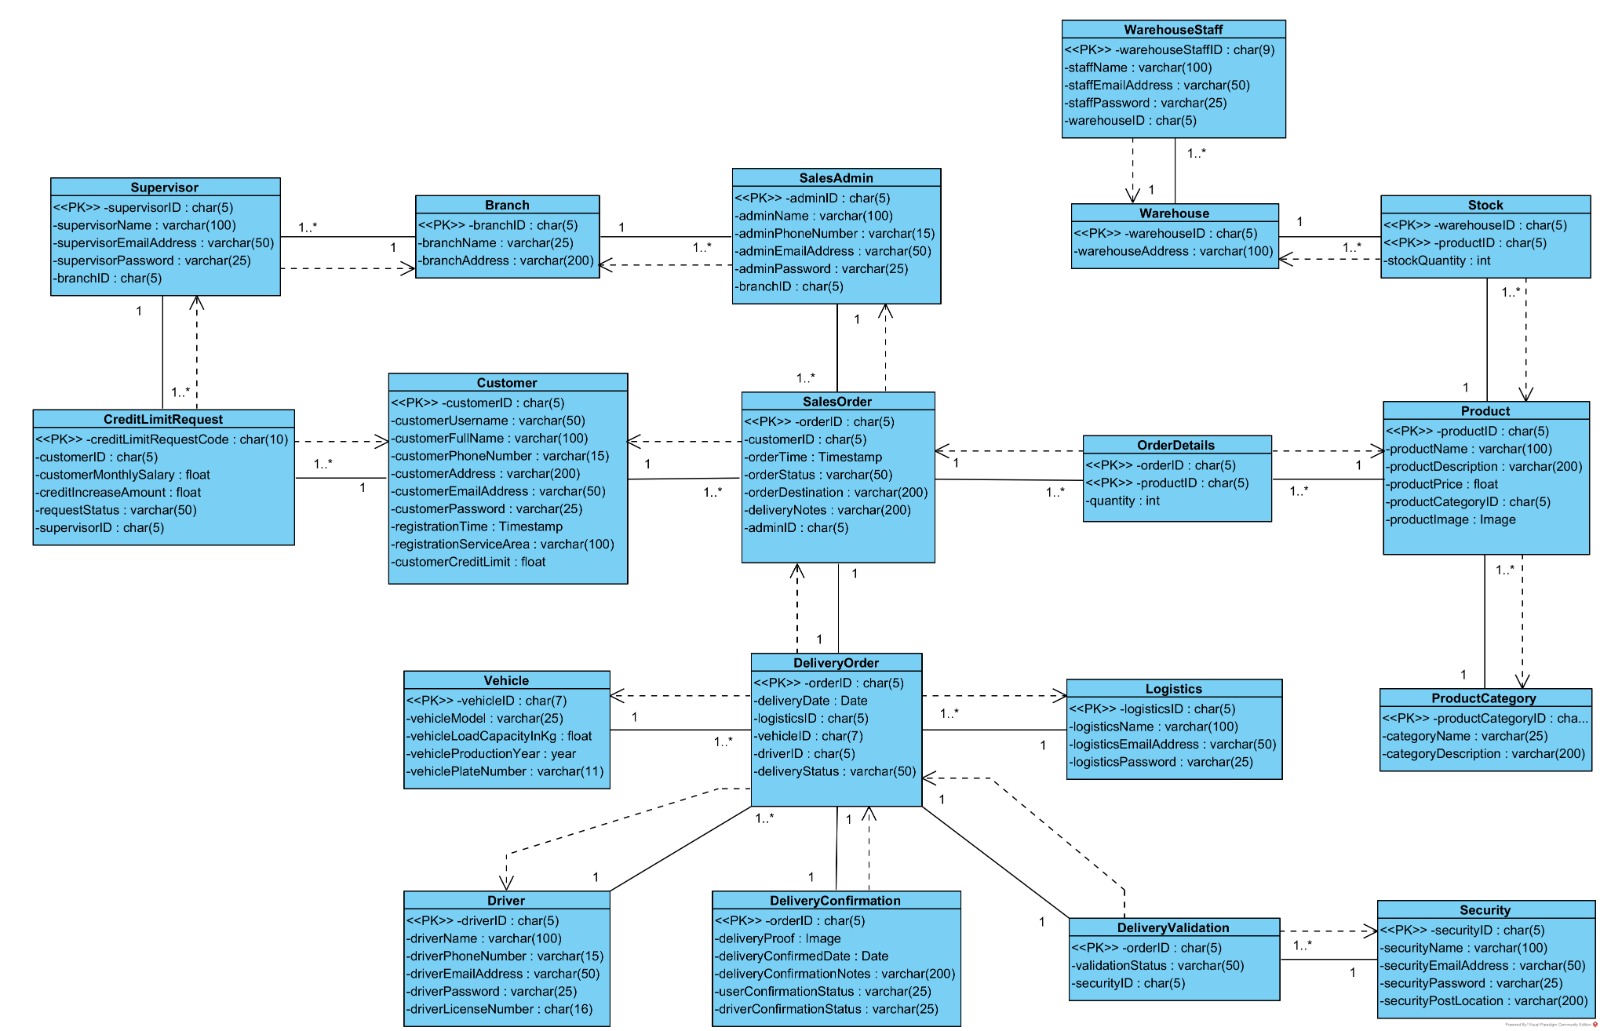 WarehouseStaff
<<PK>> -warehouseStaffID : char(9)
-staffName : varchar(100)
-staffEmailAddress : varchar(50)
-staffPassword : varchar(25)
-warehouseID : char(5)
1..*
1
Supervisor
<<PK>> -supervisorID : char(5)
-supervisorName : varchar(100)
-supervisorEmailAddress : varchar(50)
-supervisorPassword : varchar(25)
-branchID : char(5)
1..*
1
Branch
<<PK>> -branchID : char(5)
-branchName : varchar(25)
-branchAddress : varchar(200)
1
1..*
SalesAdmin
<<PK>> -adminID : char(5)
-adminName : varchar(100)
-adminPhoneNumber : varchar(15)
-adminEmailAddress : varchar(50)
-adminPassword : varchar(25)
-branchID : char(5)
Warehouse
<<PK>> -warehouseID : char(5)
-warehouseAddress : varchar(100)
1
1..*
Stock
<<PK>> -warehouseID : char(5)
<<PK>> -productID : char(5)
-stockQuantity : int
1
1..*
1
1..*
1..*
1
CreditLimitRequest
<<PK>> -creditLimitRequestCode : char(10)
-customerID : char(5)
-customerMonthlySalary : float
-creditIncreaseAmount : float
-requestStatus : varchar(50)
-supervisorID : char(5)
1..*
1
Customer
<<PK>> -customerID : char(5)
-customerUsername : varchar(50)
-customerFullName : varchar(100)
-customerPhoneNumber : varchar(15)
-customerAddress : varchar(200)
-customerEmailAddress : varchar(50)
-customerPassword : varchar(25)
-registrationTime : Timestamp
-registrationServiceArea : varchar(100)
-customerCreditLimit : float
1
1..*
SalesOrder
<<PK>> -orderID : char(5)
-customerID : char(5)
-orderTime : Timestamp
-orderStatus : varchar(50)
-orderDestination : varchar(200)
-deliveryNotes : varchar(200)
-adminID : char(5)
1
1..*
OrderDetails
<<PK>> -orderID : char(5)
<<PK>> -productID : char(5)
-quantity : int
1
1..*
Product
<<PK>> -productID : char(5)
-productName : varchar(100)
-productDescription : varchar(200)
-productPrice : float
-productCategoryID : char(5)
-productImage : Image
1
1
1..*
1
Vehicle
<<PK>> -vehicleID : char(7)
-vehicleModel : varchar(25)
-vehicleLoadCapacityInKg : float
-vehicleProductionYear : year
-vehiclePlateNumber : varchar(11)
1
1..*
DeliveryOrder
<<PK>> -orderID : char(5)
-deliveryDate : Date
-logisticsID : char(5)
-vehicleID : char(7)
-driverID : char(5)
-deliveryStatus : varchar(50)
1..*
1
Logistics
<<PK>> -logisticsID : char(5)
-logisticsName : varchar(100)
-logisticsEmailAddress : varchar(50)
-logisticsPassword : varchar(25)
ProductCategory
<<PK>> -productCategoryID : cha...
-categoryName : varchar(25)
-categoryDescription : varchar(200)
1..*
1
1
1
1
1
Driver
<<PK>> -driverID : char(5)
-driverName : varchar(100)
-driverPhoneNumber : varchar(15)
-driverEmailAddress : varchar(50)
-driverPassword : varchar(25)
-driverLicenseNumber : char(16)
DeliveryConfirmation
<<PK>> -orderID : char(5)
-deliveryProof : Image
-deliveryConfirmedDate : Date
-deliveryConfirmationNotes : varchar(200)
-userConfirmationStatus : varchar(25)
-driverConfirmationStatus : varchar(25)
DeliveryValidation
<<PK>> -orderID : char(5)
-validationStatus : varchar(50)
-securityID : char(5)
1..*
1
Security
<<PK>> -securityID : char(5)
-securityName : varchar(100)
-securityEmailAddress : varchar(50)
-securityPassword : varchar(25)
-securityPostLocation : varchar(200)
Powered By Visual Paradigm Community Edition